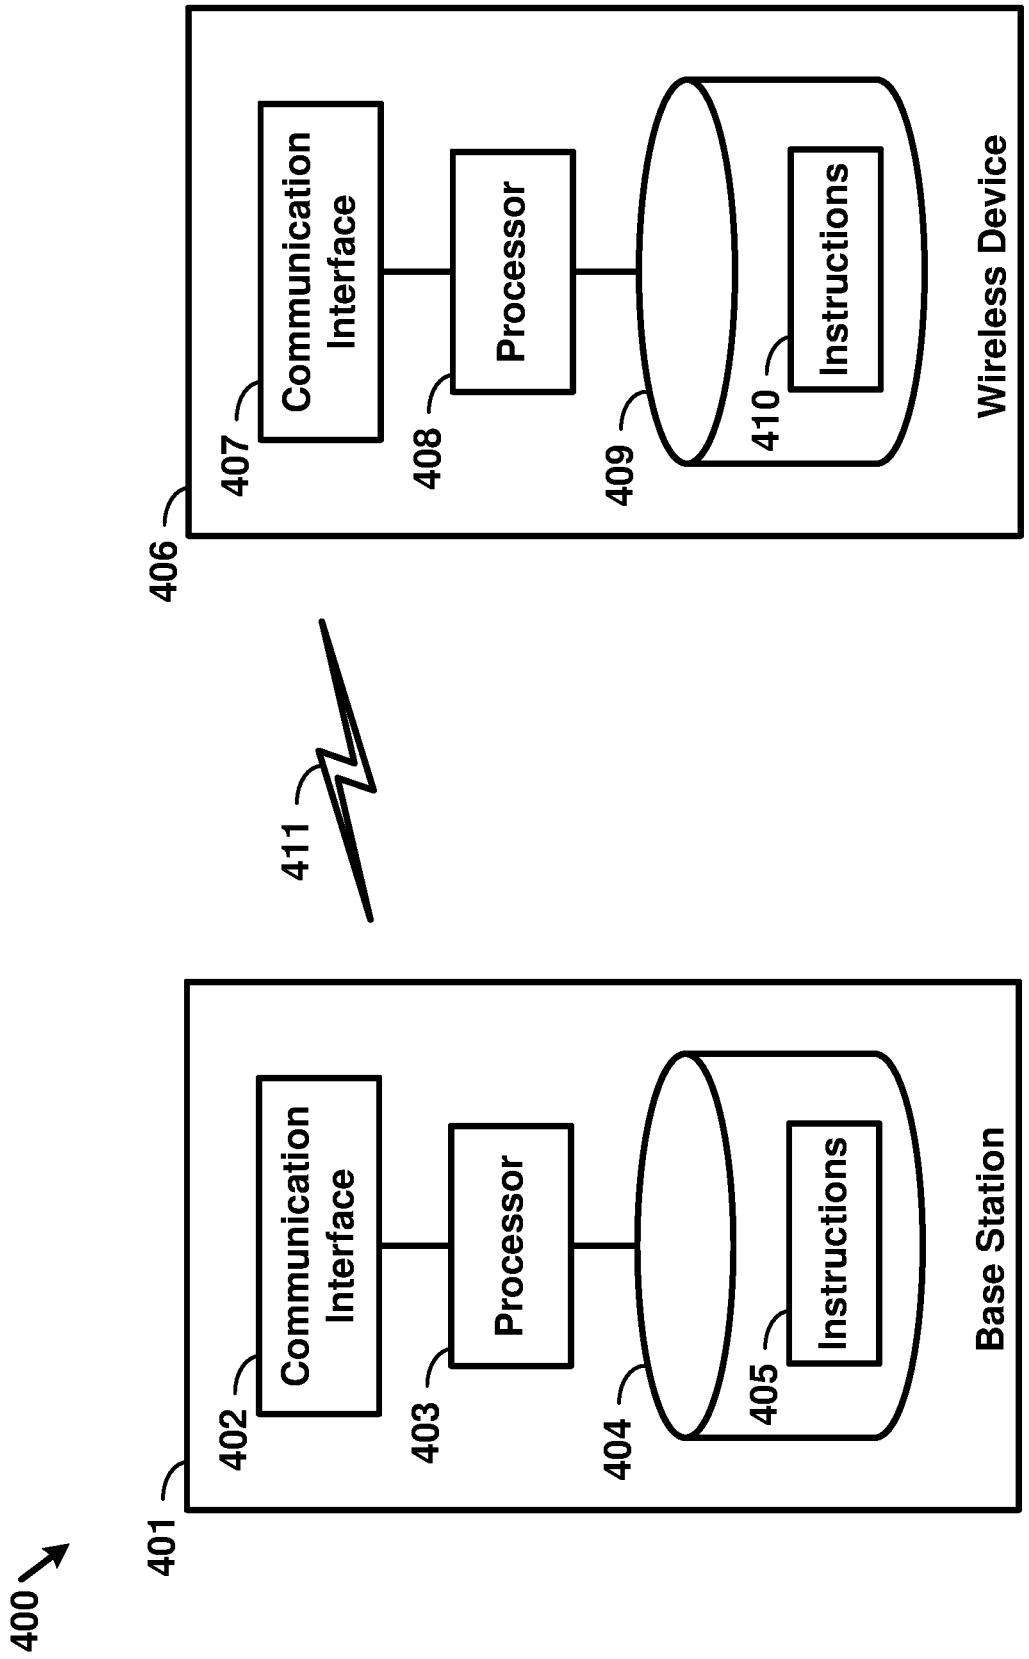 400
401
402
Communication
Interface
403
Processor
404
405
Instructions
Base Station
411
406
407
Communication
Interface
408
Processor
409
410
Instructions
Wireless Device